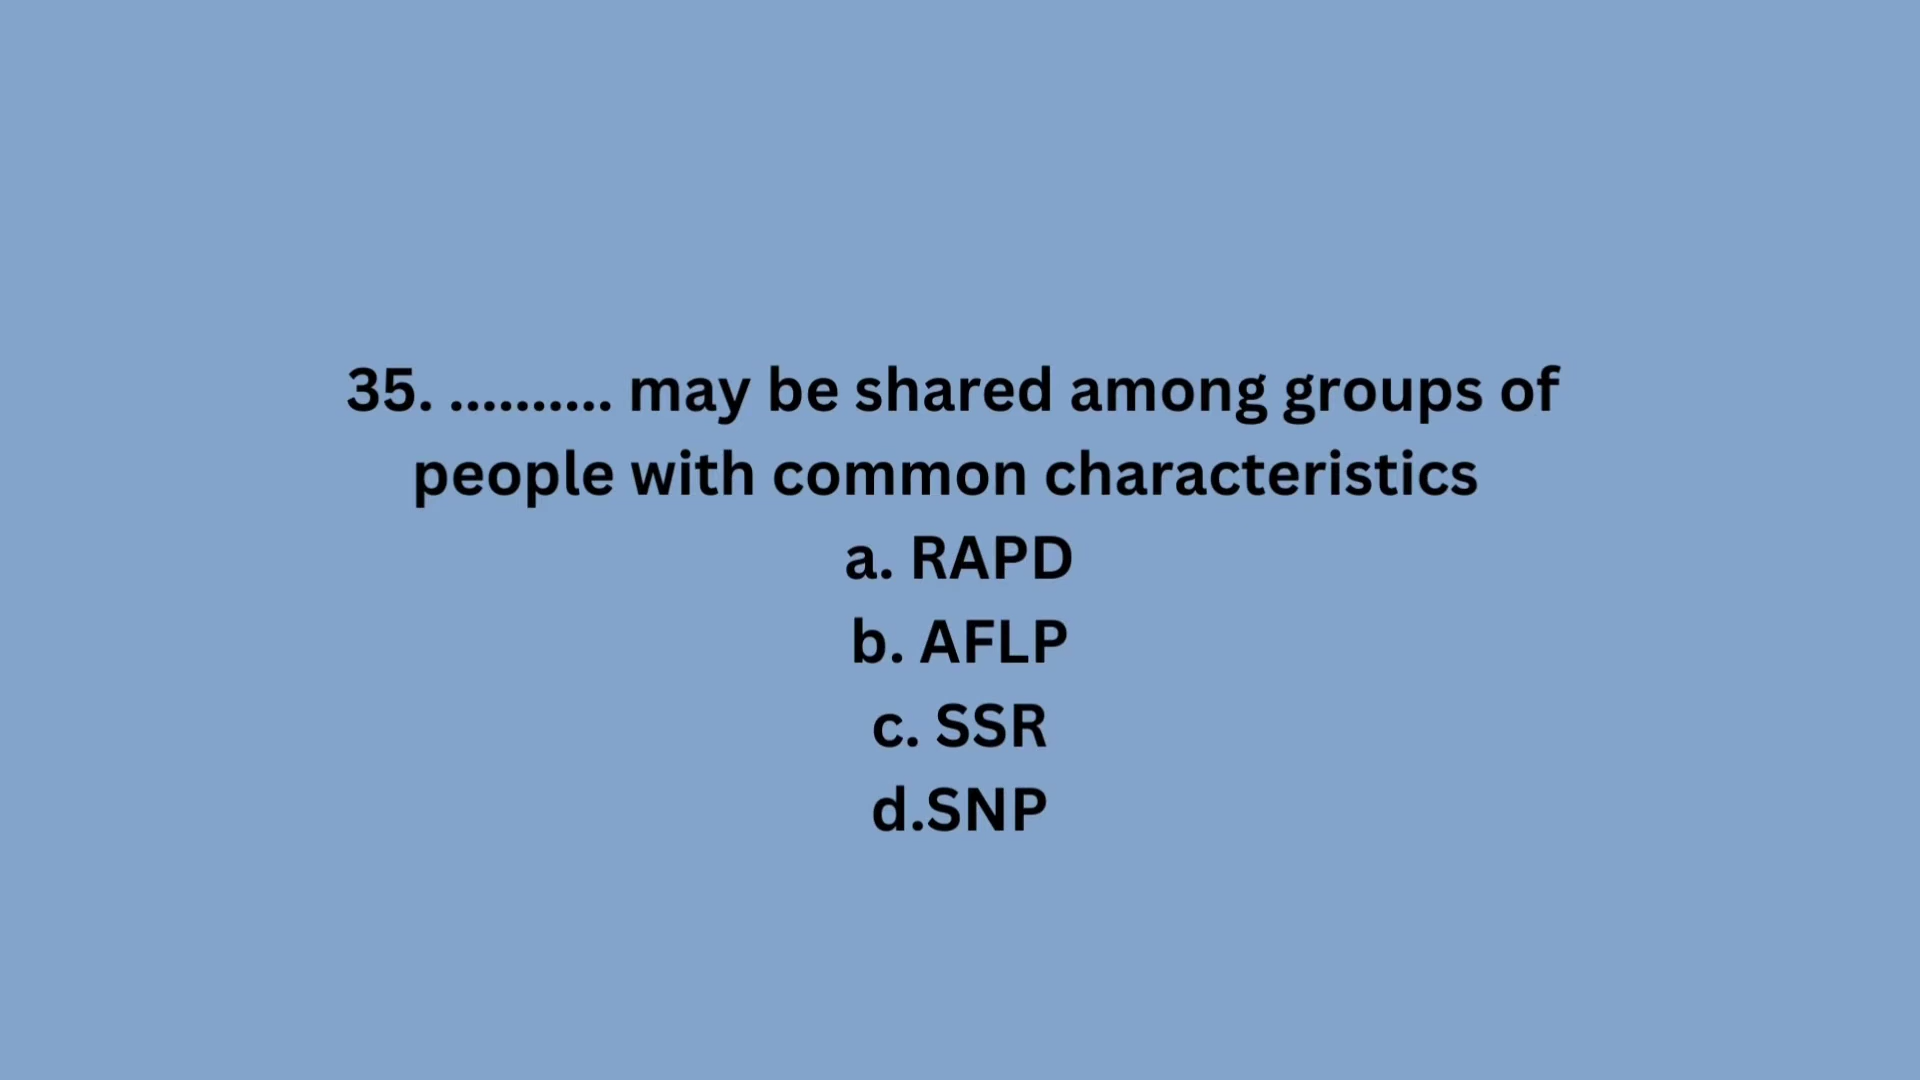 35. .......... may be shared among groups of
people with common characteristics
a. RAPD
b. AFLP
c. SSR
d.SNP